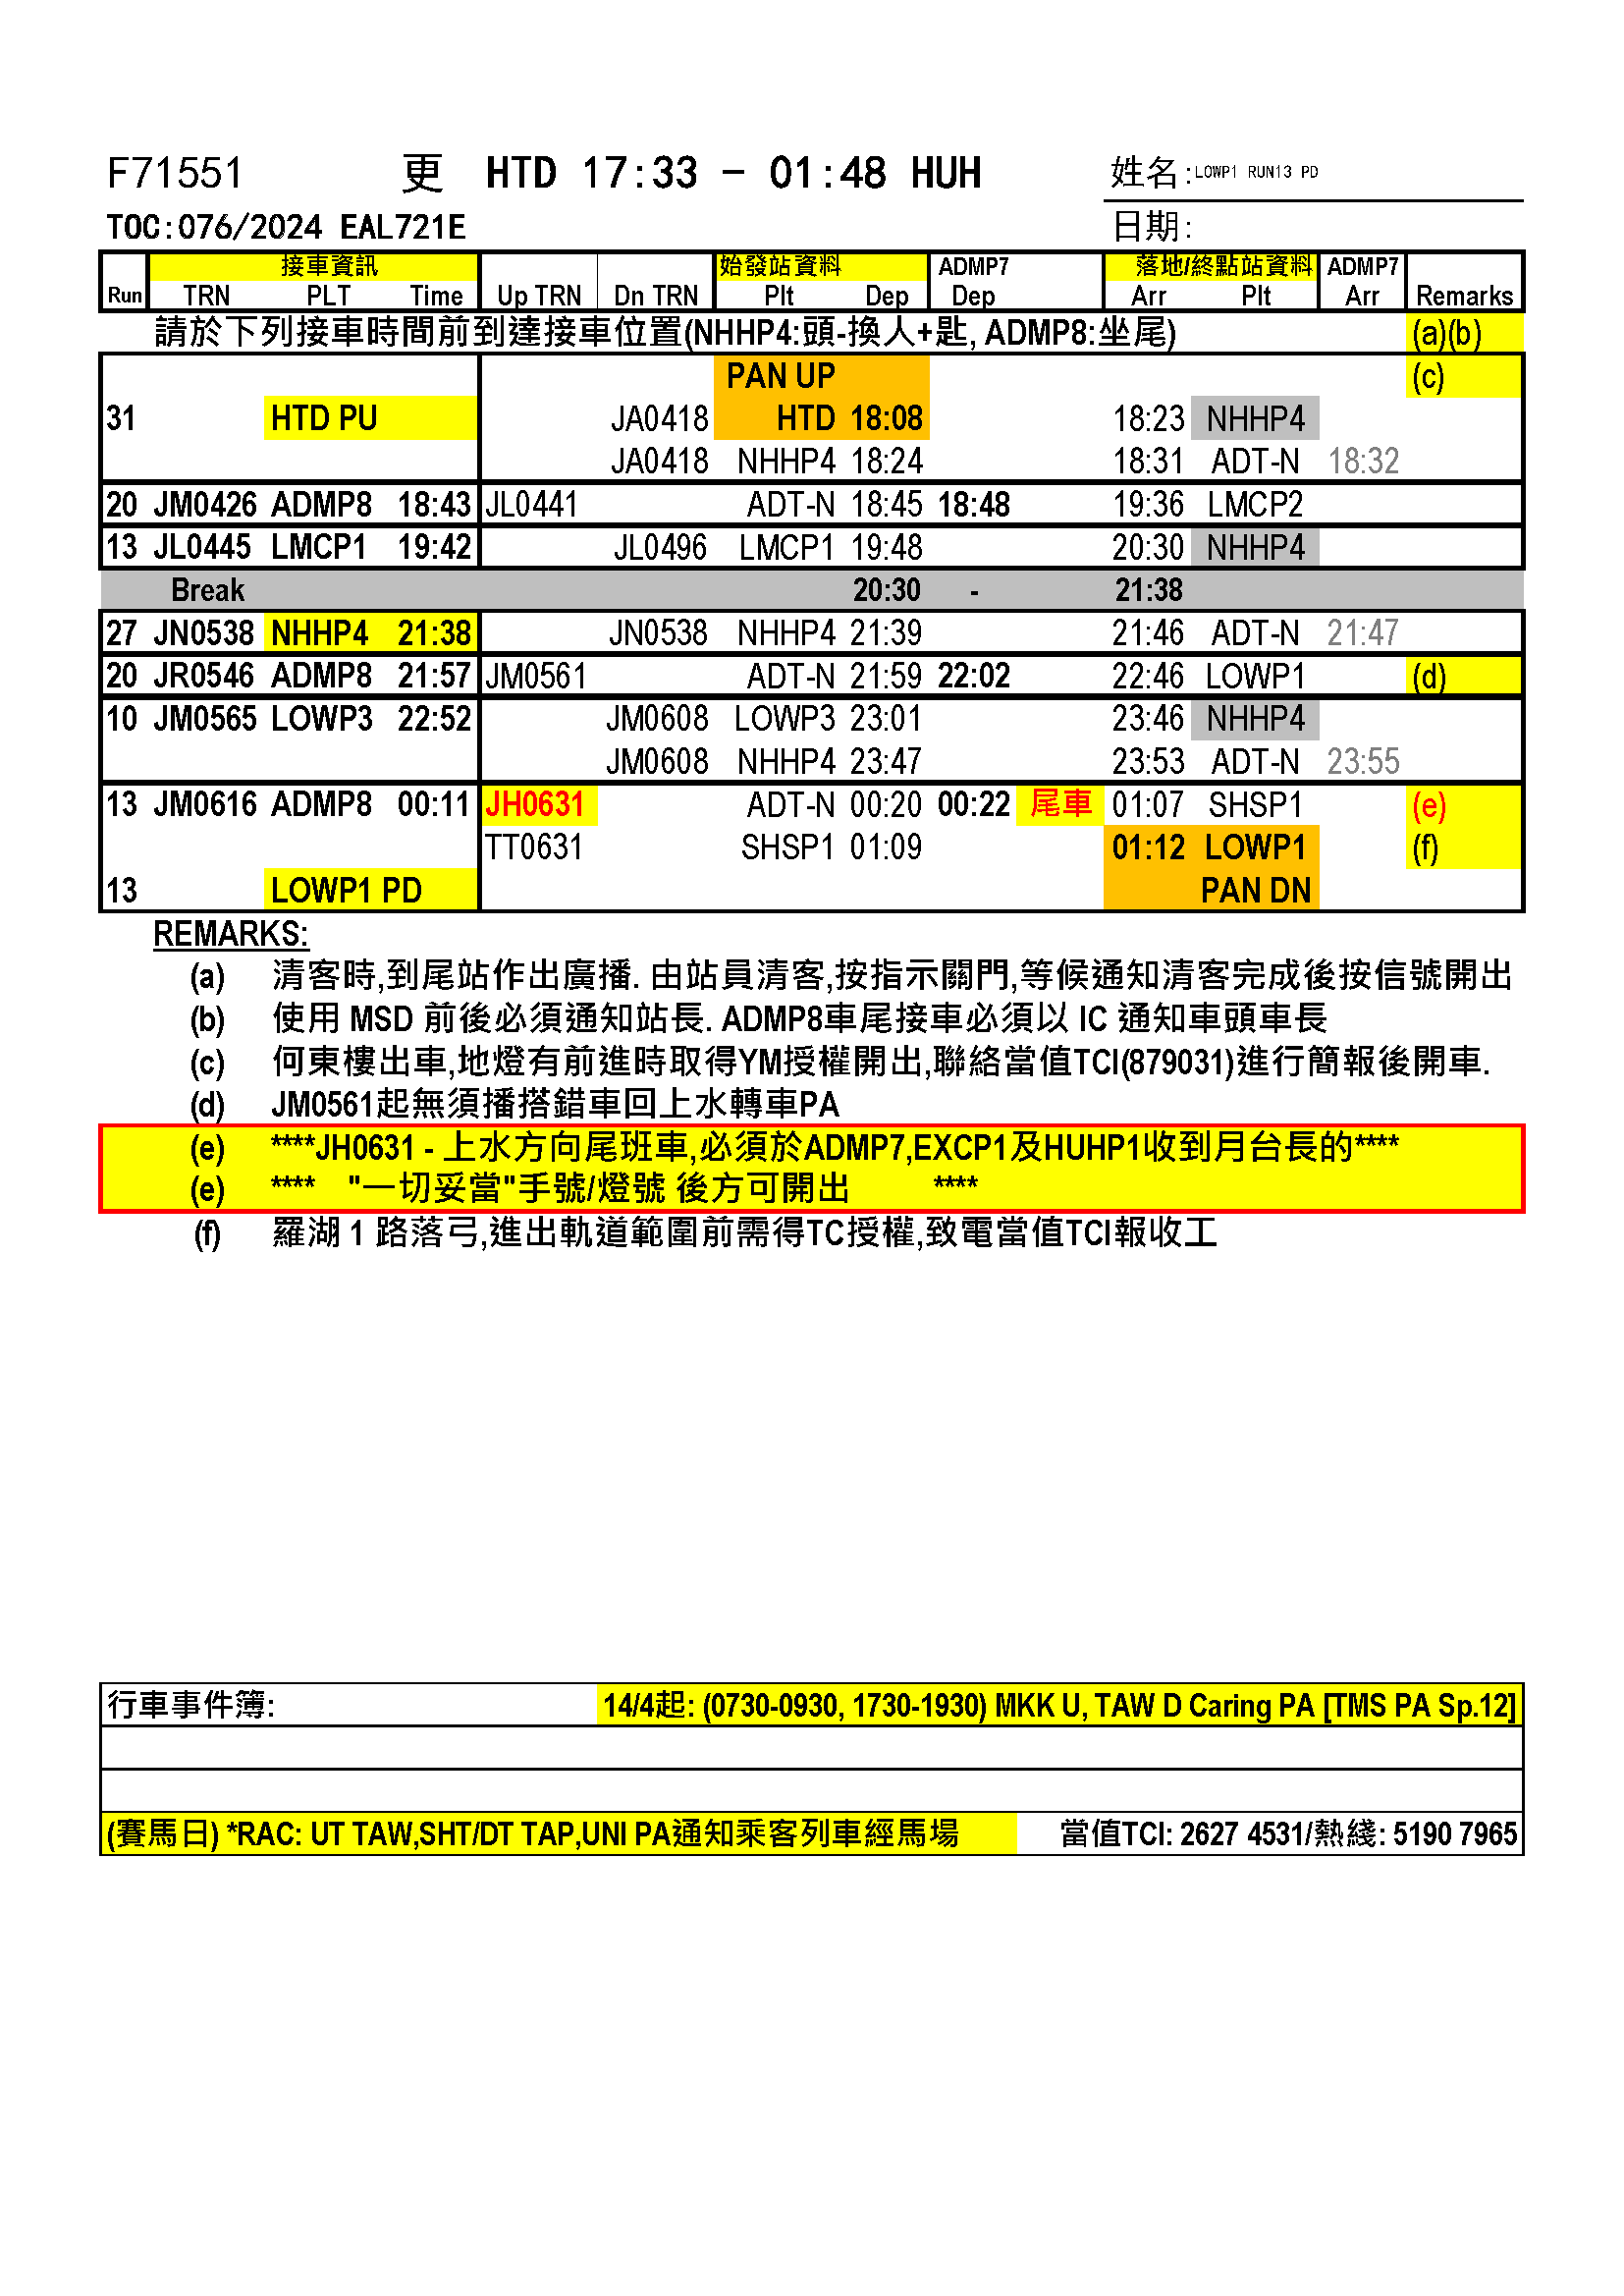 F71551 更 HTD 17:33 - 01:48 HUH 姓名:LOWP1 RUN13 PD
TOC:076/2024 EAL721E 日期:
接車資訊 始發站資料 ADMP7 落地/終點站資料 ADMP7
Run TRN PLT Time Up TRN Dn TRN Plt Dep Dep Arr Plt Arr Remarks
請於下列接車時間前到達接車位置(NHHP4:頭-換人+匙, ADMP8:坐尾) (a)(b)
PAN UP (c)
31 HTD PU JA0418 HTD 18:08 18:23 NHHP4
JA0418 NHHP4 18:24 18:31 ADT-N 18:32
20 JM0426 ADMP8 18:43 JL0441 ADT-N 18:45 18:48 19:36 LMCP2
13 JL0445 LMCP1 19:42 JL0496 LMCP1 19:48 20:30 NHHP4
Break 20:30 - 21:38
27 JN0538 NHHP4 21:38 JN0538 NHHP4 21:39 21:46 ADT-N 21:47
20 JR0546 ADMP8 21:57 JM0561 ADT-N 21:59 22:02 22:46 LOWP1 (d)
10 JM0565 LOWP3 22:52 JM0608 LOWP3 23:01 23:46 NHHP4
JM0608 NHHP4 23:47 23:53 ADT-N 23:55
13 JM0616 ADMP8 00:11 JH0631 ADT-N 00:20 00:22 尾車 01:07 SHSP1 (e)
TT0631 SHSP1 01:09 01:12 LOWP1 (f)
13 LOWP1 PD PAN DN
REMARKS:
(a) 清客時,到尾站作出廣播. 由站員清客,按指示關門,等候通知清客完成後按信號開出
(b) 使用 MSD 前後必須通知站長. ADMP8車尾接車必須以 IC 通知車頭車長
(c) 何東樓出車,地燈有前進時取得YM授權開出,聯絡當值TCI(879031)進行簡報後開車.
(d) JM0561起無須播搭錯車回上水轉車PA
(e) ****JH0631 - 上水方向尾班車,必須於ADMP7,EXCP1及HUHP1收到月台長的****
(e) **** "一切妥當"手號/燈號 後方可開出 ****
(f) 羅湖 1 路落弓,進出軌道範圍前需得TC授權,致電當值TCI報收工
行車事件簿: 14/4起: (0730-0930, 1730-1930) MKK U, TAW D Caring PA [TMS PA Sp.12]
(賽馬日) *RAC: UT TAW,SHT/DT TAP,UNI PA通知乘客列車經馬場 當值TCI: 2627 4531/熱綫: 5190 7965